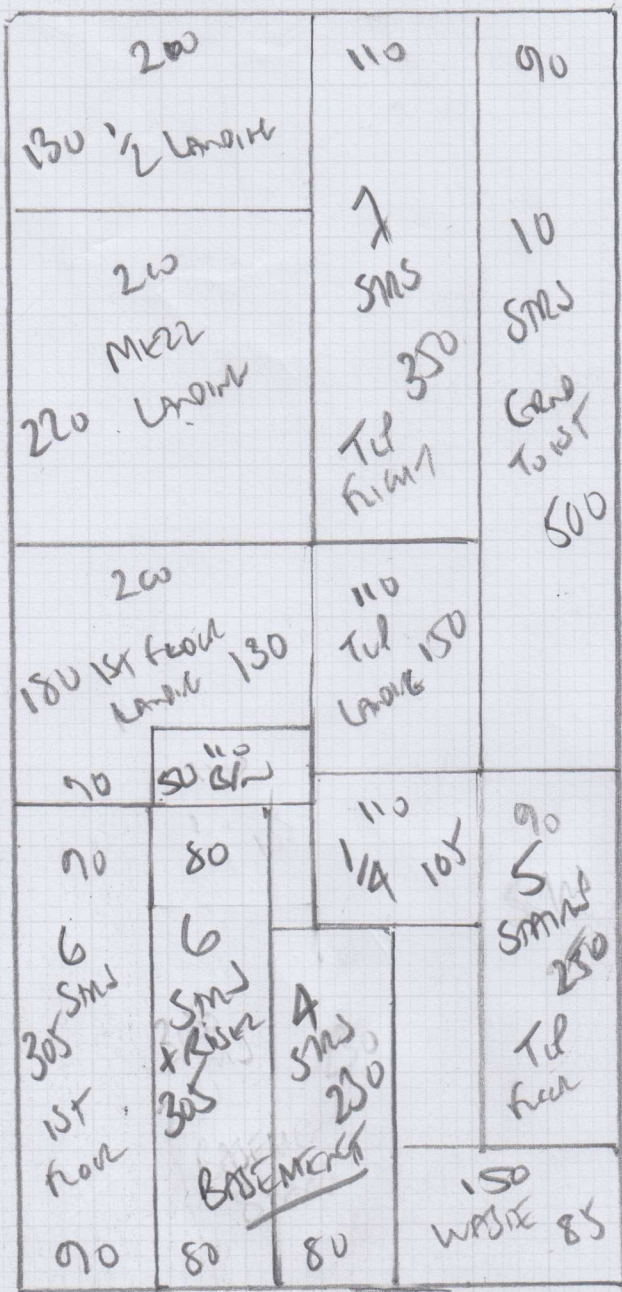 200
130 1/2 LANDING
110
7
STRS
350
TOP
FLIGHT
90
10
STRS
GRND
TO 1ST
500
200
MEZZ
220 LANDING
200
180 1ST FLOOR 130
LANDING
90
110
50 B/W
110
TOP 150
LANDING
110
1/4 105
90
5
STAIRS
250
TOP
FLOOR
90
6
STRS
305
1ST
FLOOR
90
80
6
STRS
+ RISER
305
80
4
STRS
230
BASEMENT
80
150
WASTE 85